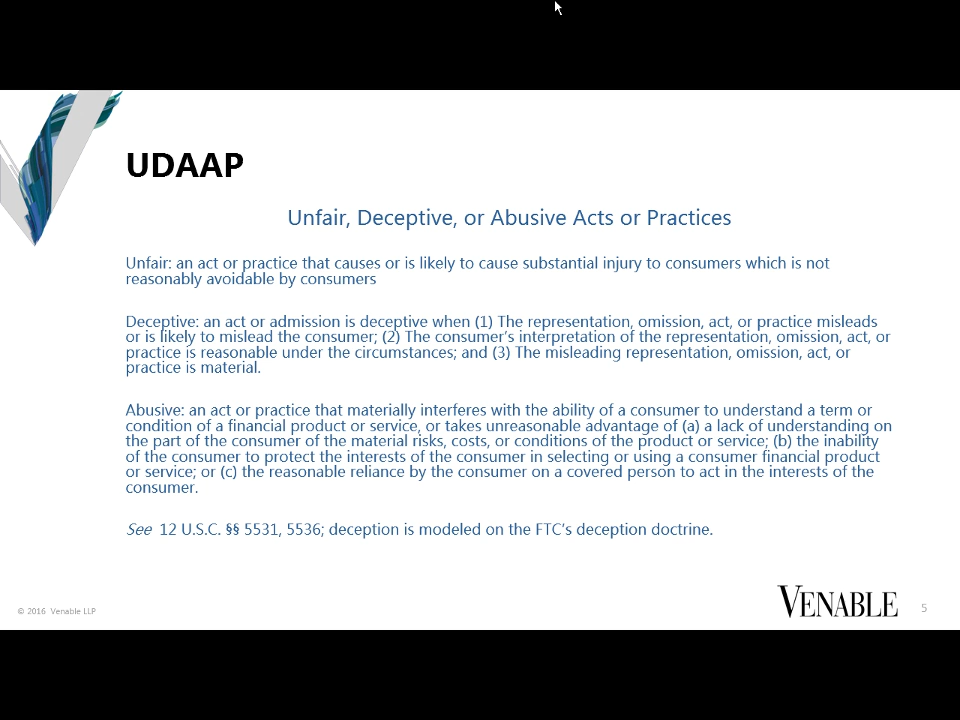 UDAAP
Unfair, Deceptive, or Abusive Acts or Practices
Unfair: an act or practice that causes or is likely to cause substantial injury to consumers which is not
reasonably avoidable by consumers
Deceptive: an act or admission is deceptive when (1) The representation, omission, act, or practice misleads
or is likely to mislead the consumer; (2) The consumer's interpretation of the representation, omission, act, or
practice is reasonable under the circumstances; and (3) The misleading representation, omission, act, or
practice is material.
Abusive: an act or practice that materially interferes with the ability of a consumer to understand a term or
condition of a financial product or service, or takes unreasonable advantage of (a) a lack of understanding on
the part of the consumer of the material risks, costs, or conditions of the product or service; (b) the inability
of the consumer to protect the interests of the consumer in selecting or using a consumer financial product
or service; or (c) the reasonable reliance by the consumer on a covered person to act in the interests of the
consumer.
See 12 U.S.C. §§ 5531, 5536; deception is modeled on the FTC's deception doctrine.
© 2016 Venable LLP
VENABLE
5